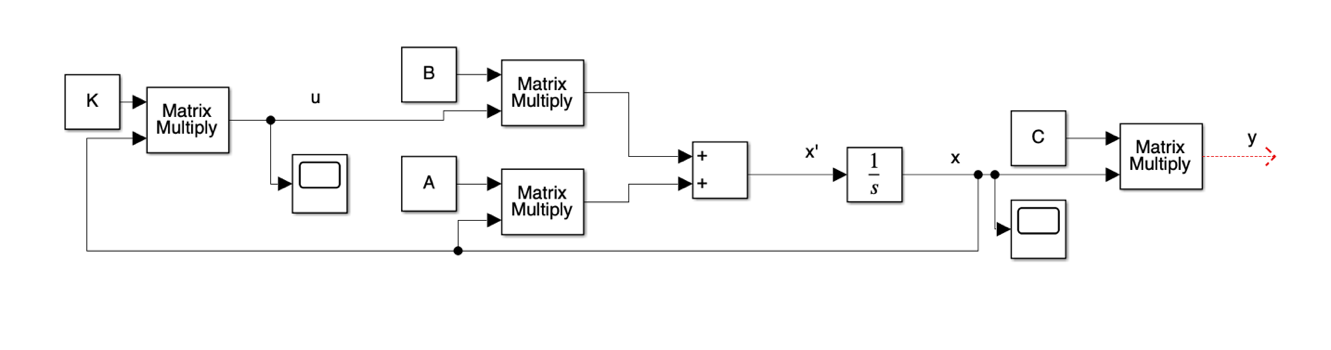 K
Matrix
Multiply
u
B
Matrix
Multiply
A
Matrix
Multiply
+
+
x'
1
s
x
C
Matrix
Multiply
y